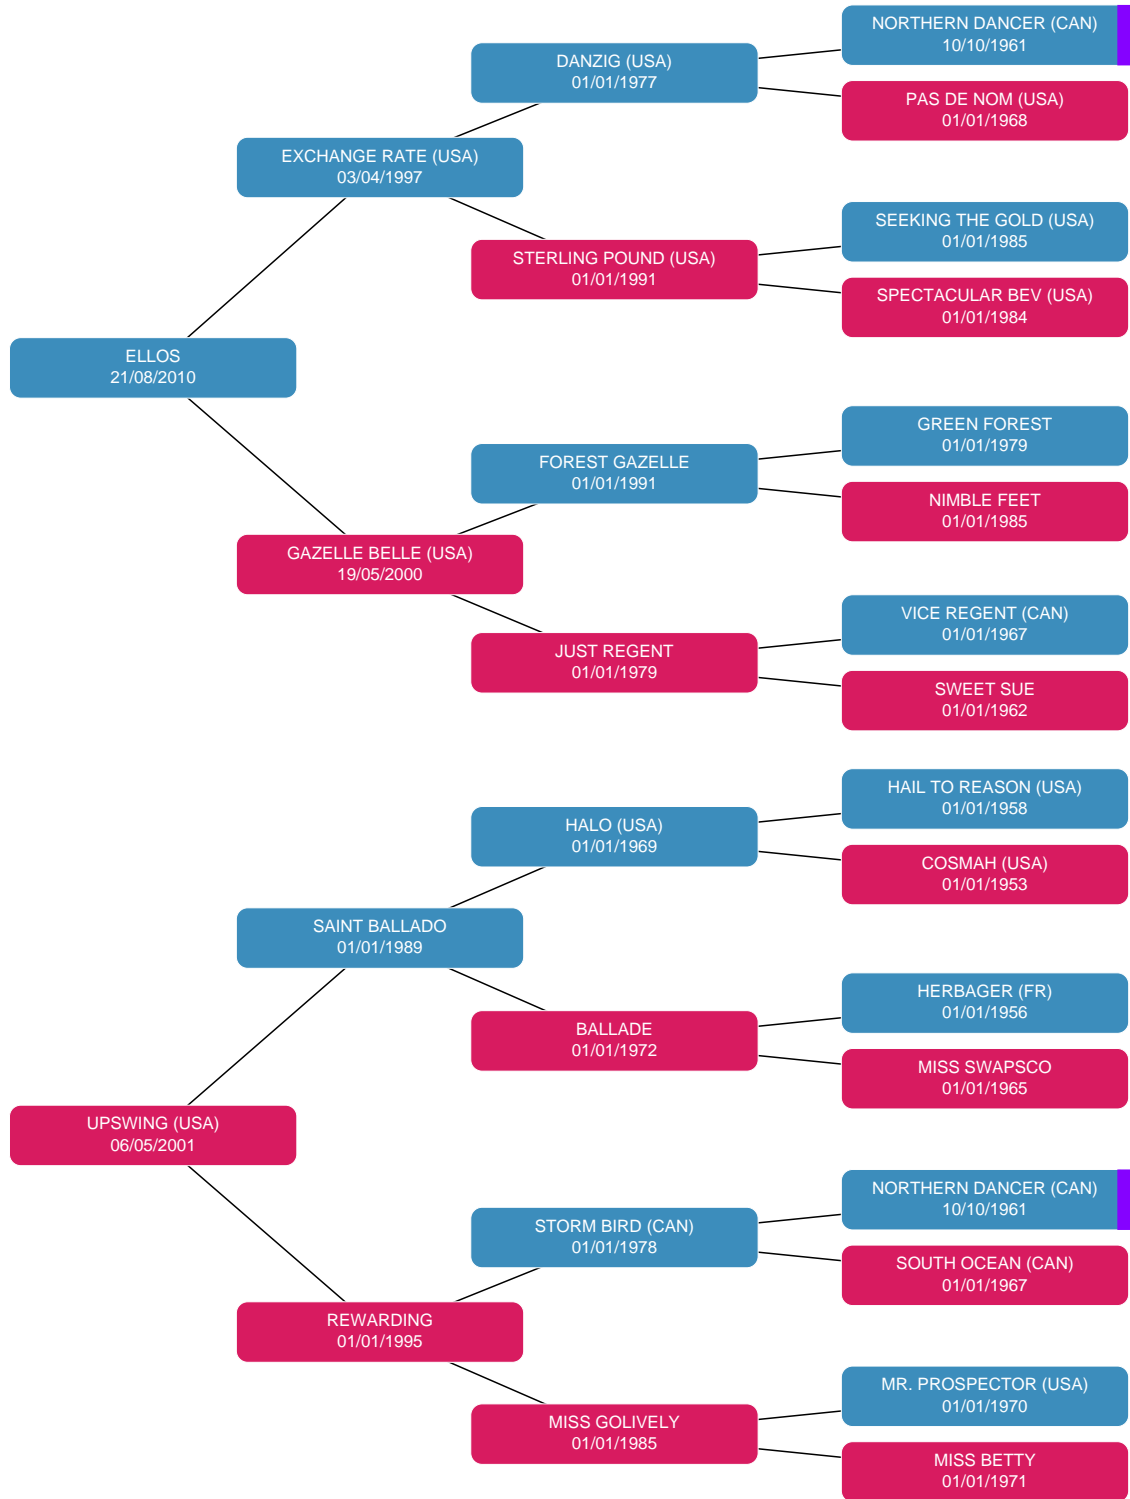 NORTHERN DANCER (CAN)
10/10/1961
DANZIG (USA)
01/01/1977
PAS DE NOM (USA)
01/01/1968
EXCHANGE RATE (USA)
03/04/1997
SEEKING THE GOLD (USA)
01/01/1985
STERLING POUND (USA)
01/01/1991
SPECTACULAR BEV (USA)
01/01/1984
ELLOS
21/08/2010
GREEN FOREST
01/01/1979
FOREST GAZELLE
01/01/1991
NIMBLE FEET
01/01/1985
GAZELLE BELLE (USA)
19/05/2000
VICE REGENT (CAN)
01/01/1967
JUST REGENT
01/01/1979
SWEET SUE
01/01/1962
HAIL TO REASON (USA)
01/01/1958
HALO (USA)
01/01/1969
COSMAH (USA)
01/01/1953
SAINT BALLADO
01/01/1989
HERBAGER (FR)
01/01/1956
BALLADE
01/01/1972
MISS SWAPSCO
01/01/1965
UPSWING (USA)
06/05/2001
NORTHERN DANCER (CAN)
10/10/1961
STORM BIRD (CAN)
01/01/1978
SOUTH OCEAN (CAN)
01/01/1967
REWARDING
01/01/1995
MR. PROSPECTOR (USA)
01/01/1970
MISS GOLIVELY
01/01/1985
MISS BETTY
01/01/1971